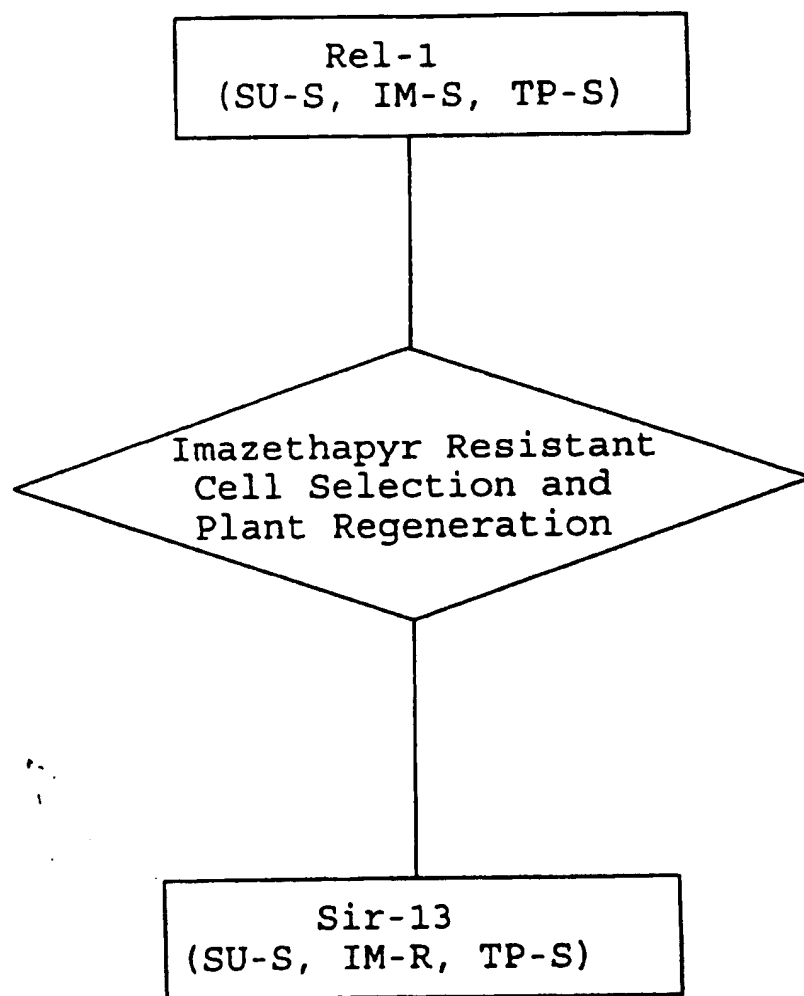 Rel-1
(SU-S, IM-S, TP-S)
Imazethapyr Resistant
Cell Selection and
Plant Regeneration
Sir-13
(SU-S, IM-R, TP-S)